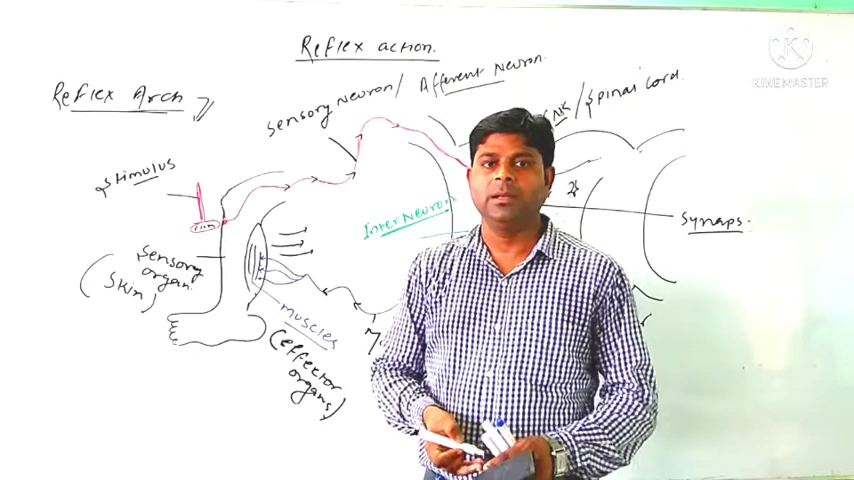 Reflex action.
Reflex Arch
Sensory Neuron / Afferent Neuron.
/ Spinal Cord
KINEMASTER
Stimulus
Synaps.
Inter Neuron
Sensory
organ.
(Skin)
muscles
(effector
organs)